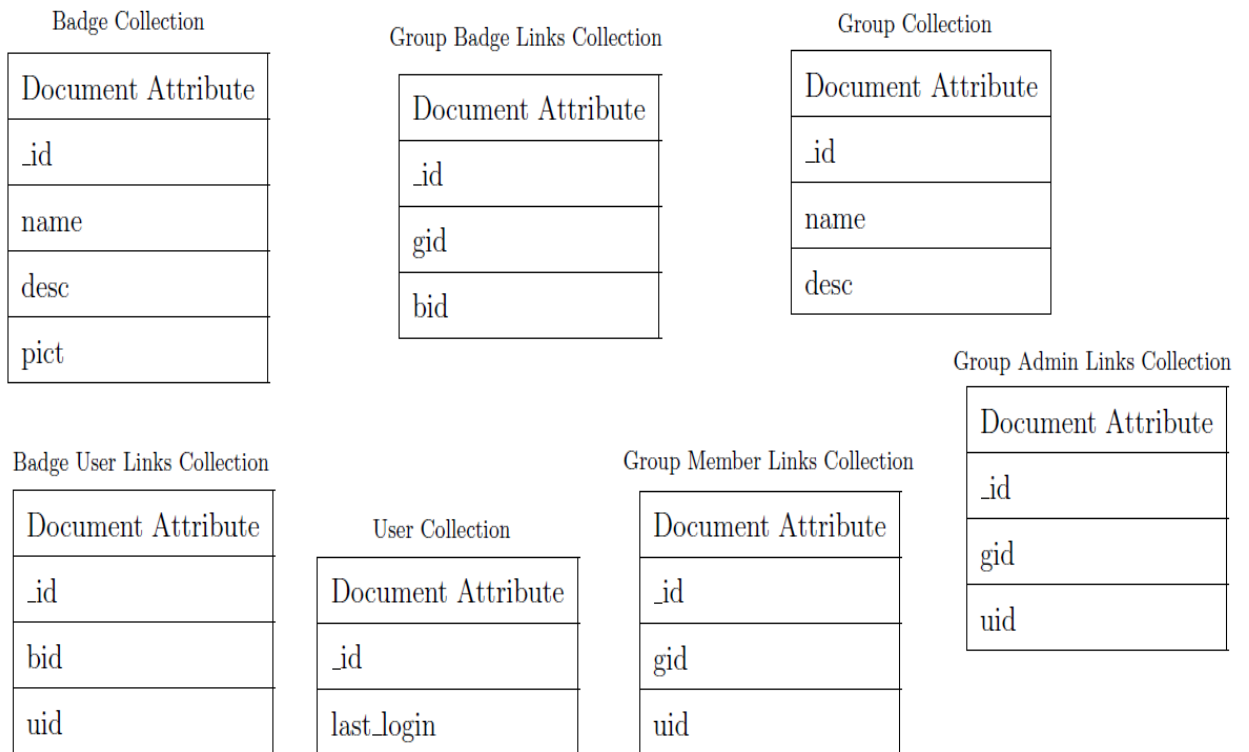 Badge Collection
Document Attribute
_id
name
desc
pict
Group Badge Links Collection
Document Attribute
_id
gid
bid
Group Collection
Document Attribute
_id
name
desc
Group Admin Links Collection
Document Attribute
_id
gid
uid
Badge User Links Collection
Document Attribute
_id
bid
uid
User Collection
Document Attribute
_id
last_login
Group Member Links Collection
Document Attribute
_id
gid
uid